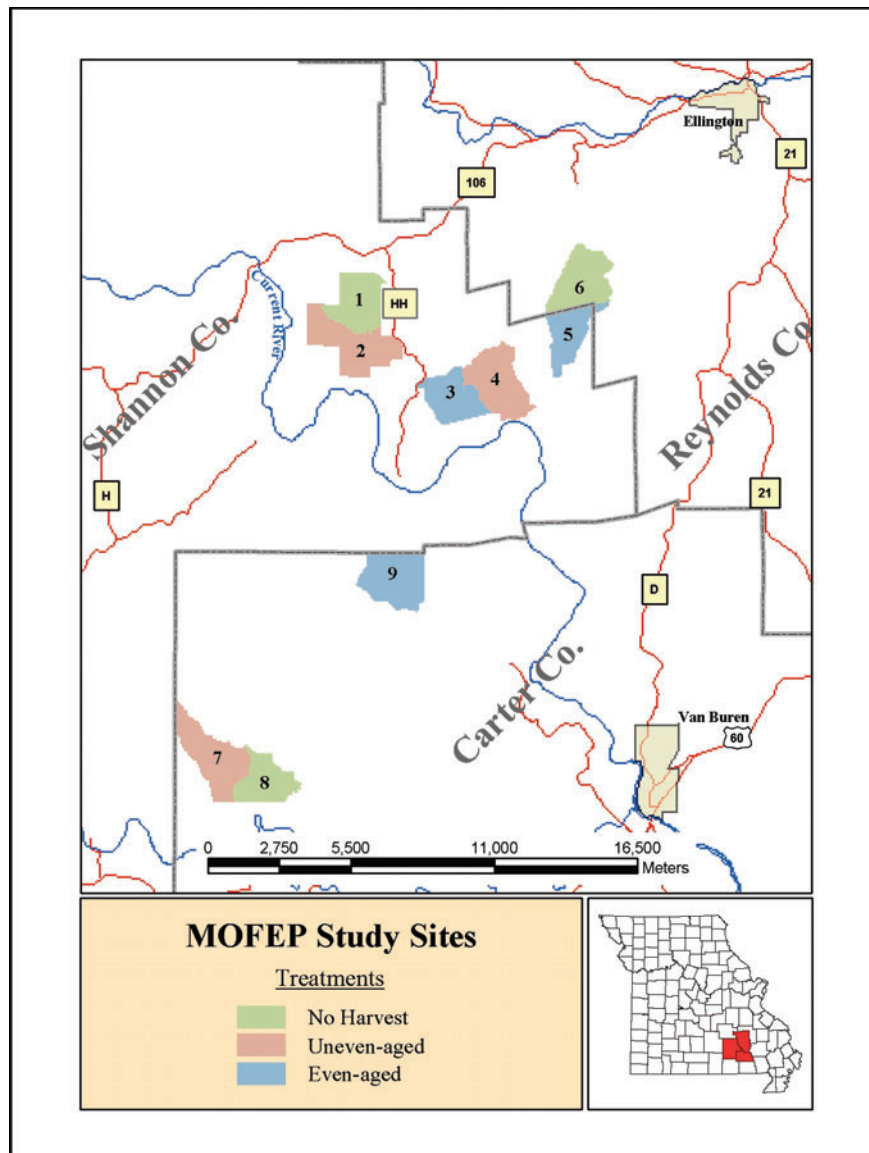 Ellington
21
106
1
HH
6
Current River
5
2
Shannon Co.
3
4
Reynolds Co.
H
21
9
D
Carter Co.
Van Buren
60
7
8
0 2,750 5,500 11,000 16,500
Meters
MOFEP Study Sites
Treatments
No Harvest
Uneven-aged
Even-aged